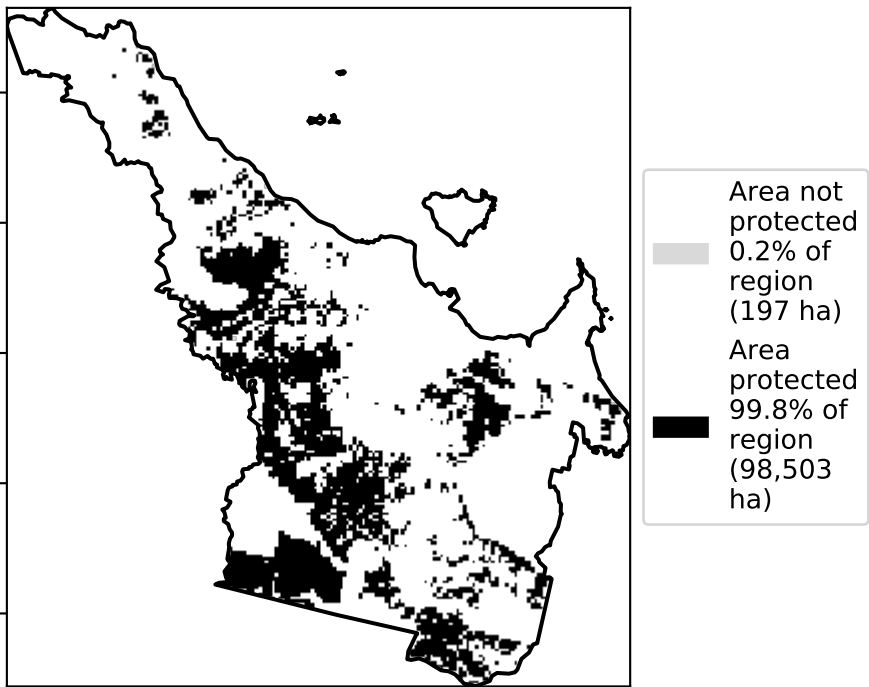 Area not
protected
0.2% of
region
(197 ha)
Area
protected
99.8% of
region
(98,503
ha)